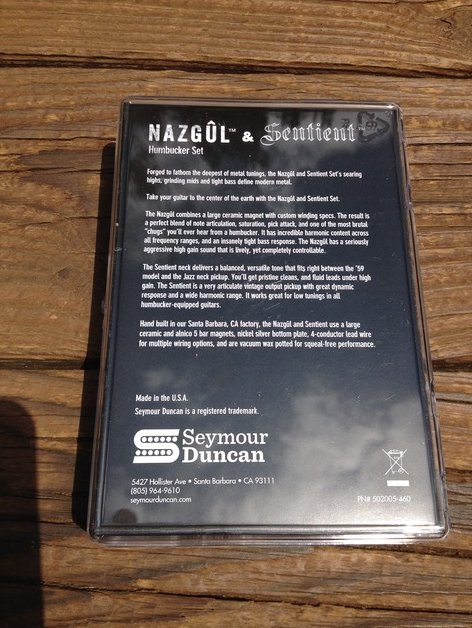 NAZGÛL™ & Sentient™
Humbucker Set
Forged to fathom the deepest of metal tunings, the Nazgûl and Sentient Set's searing
highs, grinding mids and tight bass define modern metal.
Take your guitar to the center of the earth with the Nazgûl and Sentient Set.
The Nazgûl combines a large ceramic magnet with custom winding specs. The result is
a perfect blend of note articulation, saturation, pick attack, and one of the most brutal
"chugs" you'll ever hear from a humbucker. It has incredible harmonic content across
all frequency ranges, and an insanely tight bass response. The Nazgûl has a seriously
aggressive high gain sound that is lively, yet completely controllable.
The Sentient neck delivers a balanced, versatile tone that fits right between the '59
model and the Jazz neck pickup. You'll get pristine cleans, and fluid leads under high
gain. The Sentient is a very articulate vintage output pickup with great dynamic
response and a wide harmonic range. It works great for low tunings in all
humbucker-equipped guitars.
Hand built in our Santa Barbara, CA factory, the Nazgûl and Sentient use a large
ceramic and alnico 5 bar magnets, nickel silver bottom plate, 4-conductor lead wire
for multiple wiring options, and are vacuum wax potted for squeal-free performance.
Made in the U.S.A.
Seymour Duncan is a registered trademark.
Seymour
Duncan
5427 Hollister Ave • Santa Barbara • CA 93111
(805) 964-9610
seymourduncan.com
PN# 502005-460